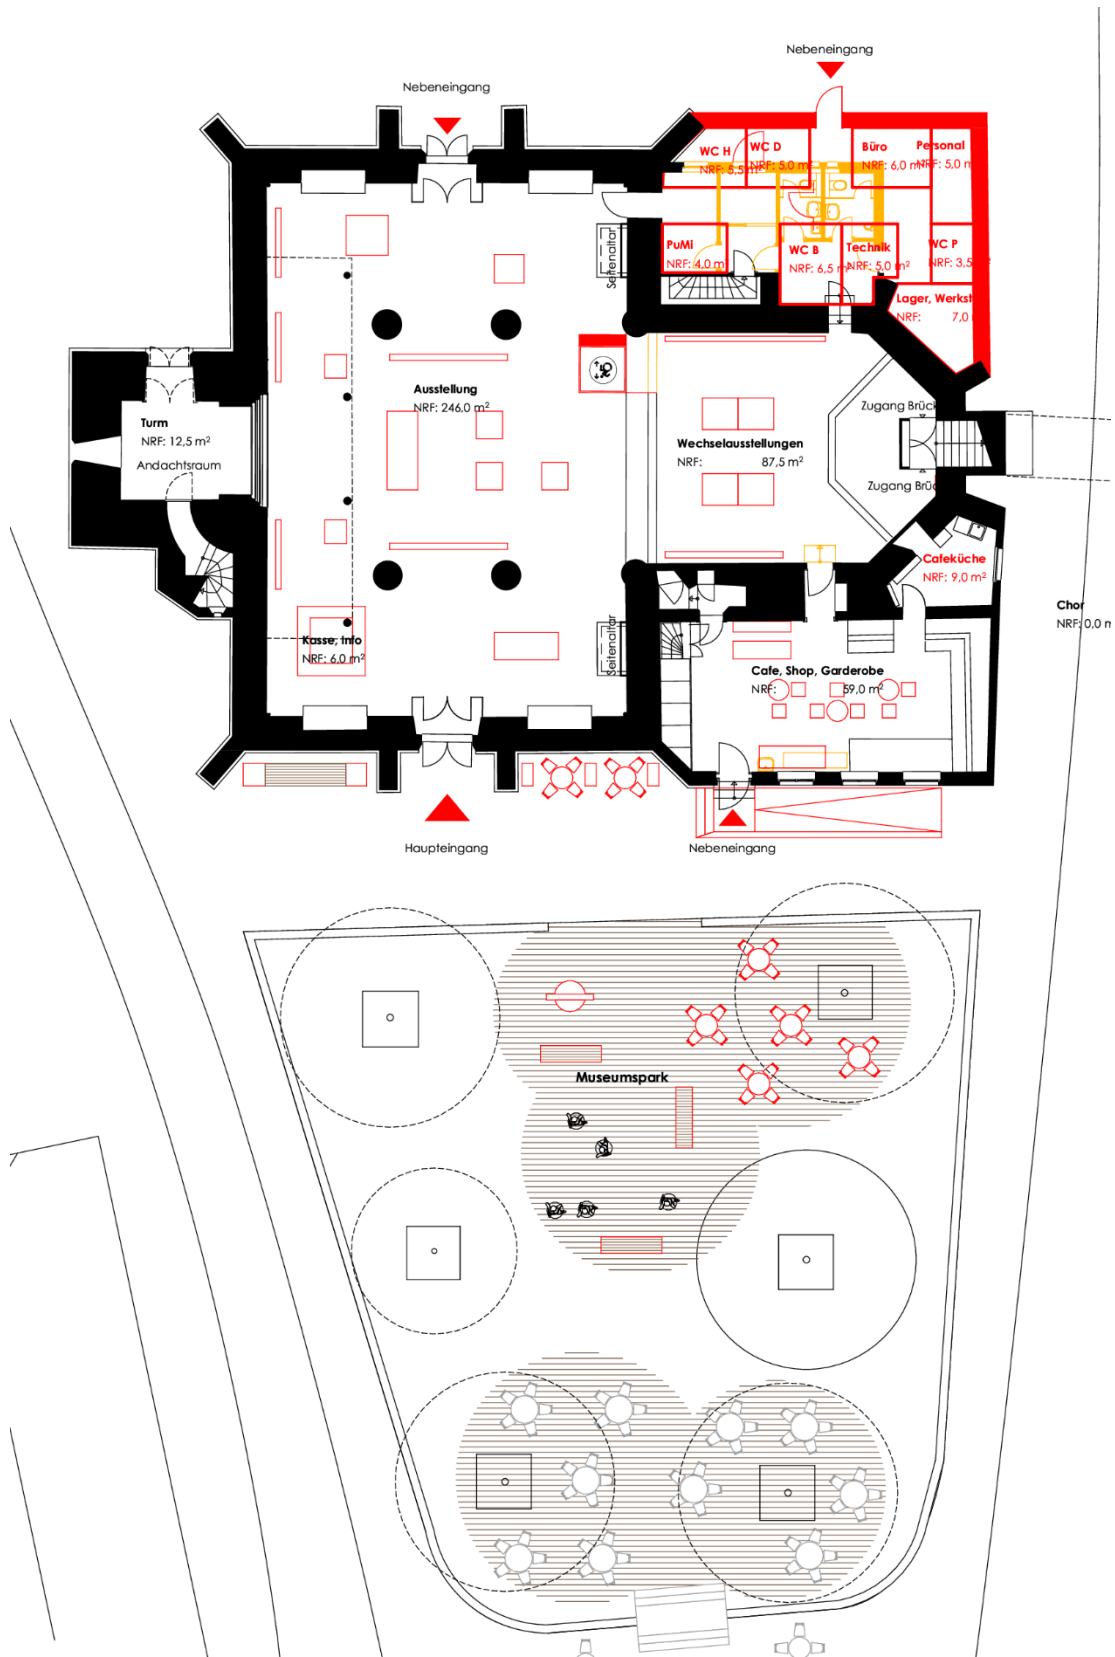 Nebeneingang
Nebeneingang
WC H
NRF: 5,5 m²
WC D
NRF: 5,0 m²
Büro
NRF: 6,0 m²
Personal
NRF: 5,0 m²
Seitenaltar
PuMi
NRF: 4,0 m
WC B
NRF: 6,5 m²
Technik
NRF: 5,0 m²
WC P
NRF: 3,5 m²
Lager, Werkst
NRF: 7,0
Ausstellung
NRF: 246,0 m²
Turm
NRF: 12,5 m²
Andachtsraum
Zugang Brück
Wechselausstellungen
NRF: 87,5 m²
Zugang Brüc
Cafeküche
NRF: 9,0 m²
Chor
NRF: 0,0 m
Kasse, Info
NRF: 6,0 m²
Seitenaltar
Cafe, Shop, Garderobe
NRF: 59,0 m²
Haupteingang
Nebeneingang
Museumspark